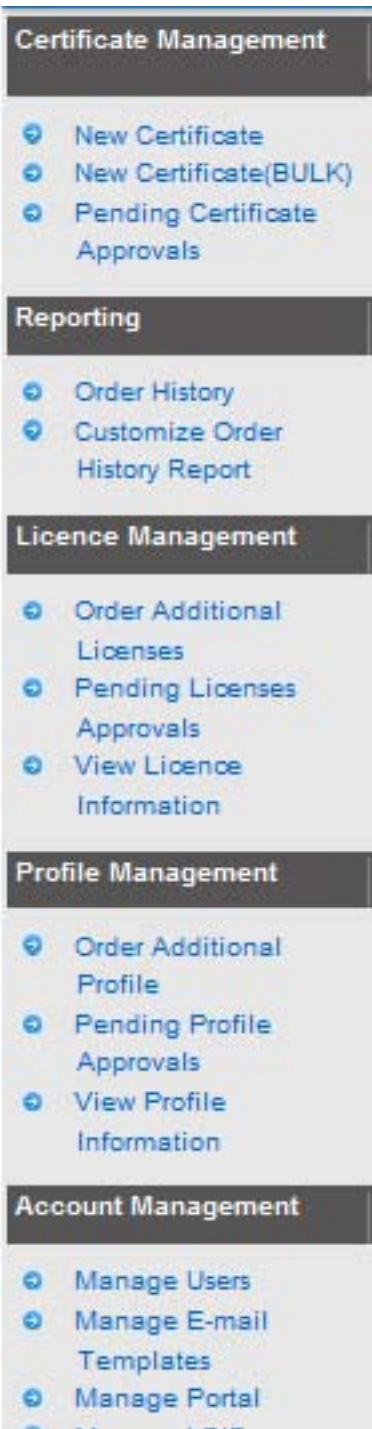 Certificate Management
New Certificate
New Certificate(BULK)
Pending Certificate
Approvals
Reporting
Order History
Customize Order
History Report
Licence Management
Order Additional
Licenses
Pending Licenses
Approvals
View Licence
Information
Profile Management
Order Additional
Profile
Pending Profile
Approvals
View Profile
Information
Account Management
Manage Users
Manage E-mail
Templates
Manage Portal